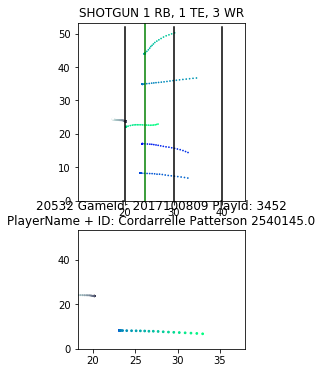 SHOTGUN 1 RB, 1 TE, 3 WR
50
40
30
20
10
0
20 30 40
20532 GameId: 2017100809 PlayId: 3452
PlayerName + ID: Cordarrelle Patterson 2540145.0
40
20
0
20 25 30 35